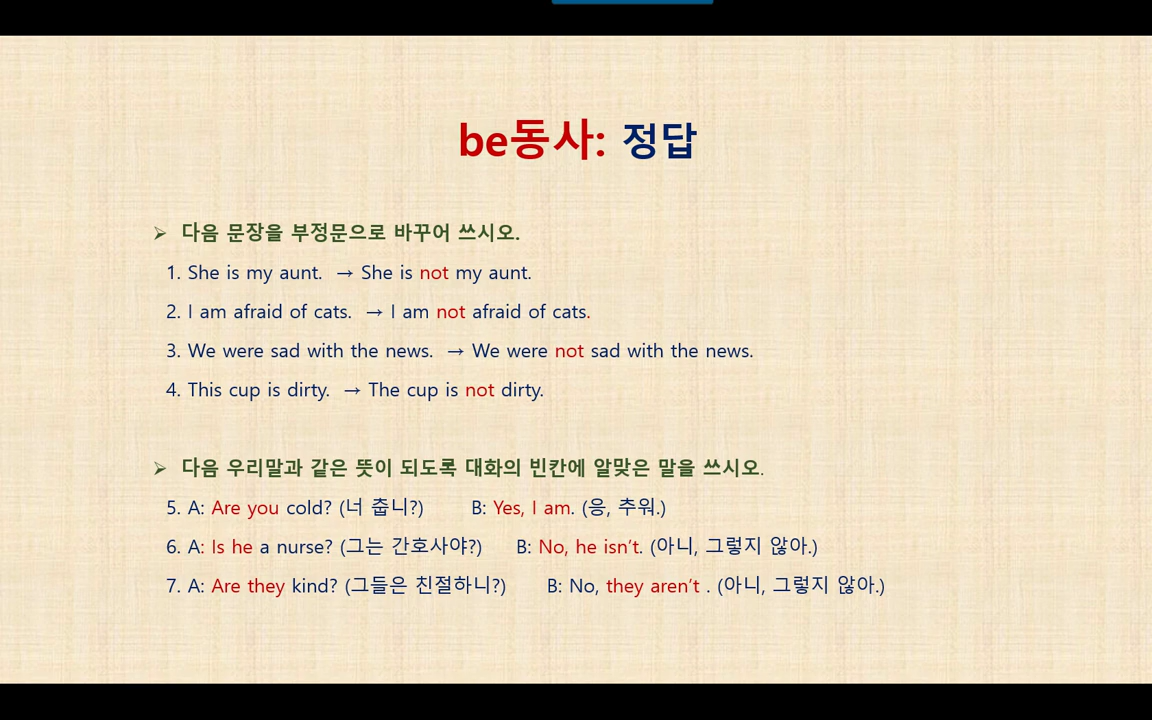 be동사: 정답
➢ 다음 문장을 부정문으로 바꾸어 쓰시오.
1. She is my aunt. → She is not my aunt.
2. I am afraid of cats. → I am not afraid of cats.
3. We were sad with the news. → We were not sad with the news.
4. This cup is dirty. → The cup is not dirty.
➢ 다음 우리말과 같은 뜻이 되도록 대화의 빈칸에 알맞은 말을 쓰시오.
5. A: Are you cold? (너 춥니?) B: Yes, I am. (응, 추워.)
6. A: Is he a nurse? (그는 간호사야?) B: No, he isn’t. (아니, 그렇지 않아.)
7. A: Are they kind? (그들은 친절하니?) B: No, they aren’t . (아니, 그렇지 않아.)